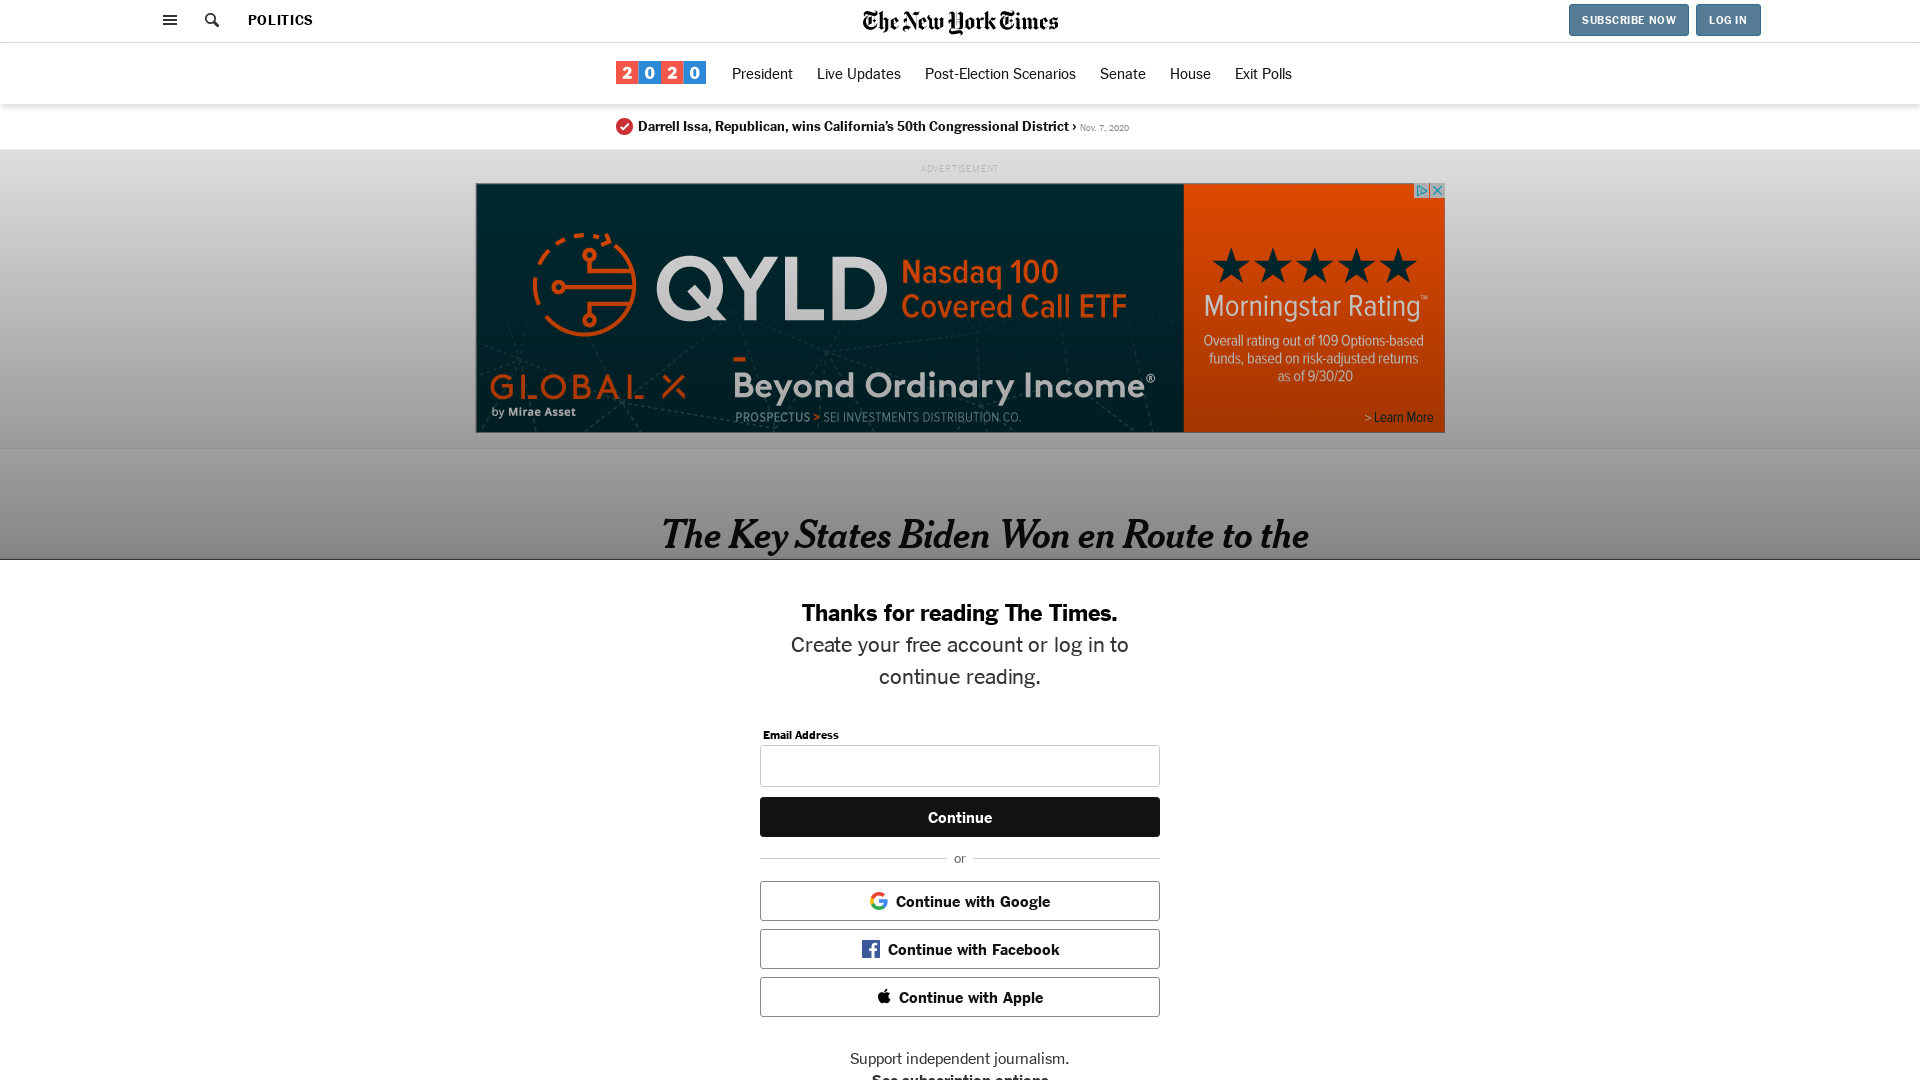 POLITICS
The New York Times
SUBSCRIBE NOW
LOG IN
2020
President
Live Updates
Post-Election Scenarios
Senate
House
Exit Polls
Darrell Issa, Republican, wins California’s 50th Congressional District › Nov. 7, 2020
ADVERTISEMENT
QYLD
Nasdaq 100
Covered Call ETF
GLOBAL X
by Mirae Asset
Beyond Ordinary Income®
PROSPECTUS > SEI INVESTMENTS DISTRIBUTION CO.
Morningstar Rating™
Overall rating out of 109 Options-based
funds, based on risk-adjusted returns
as of 9/30/20
> Learn More
The Key States Biden Won en Route to the
Thanks for reading The Times.
Create your free account or log in to
continue reading.
Email Address
Continue
or
Continue with Google
Continue with Facebook
Continue with Apple
Support independent journalism.
See subscription options.